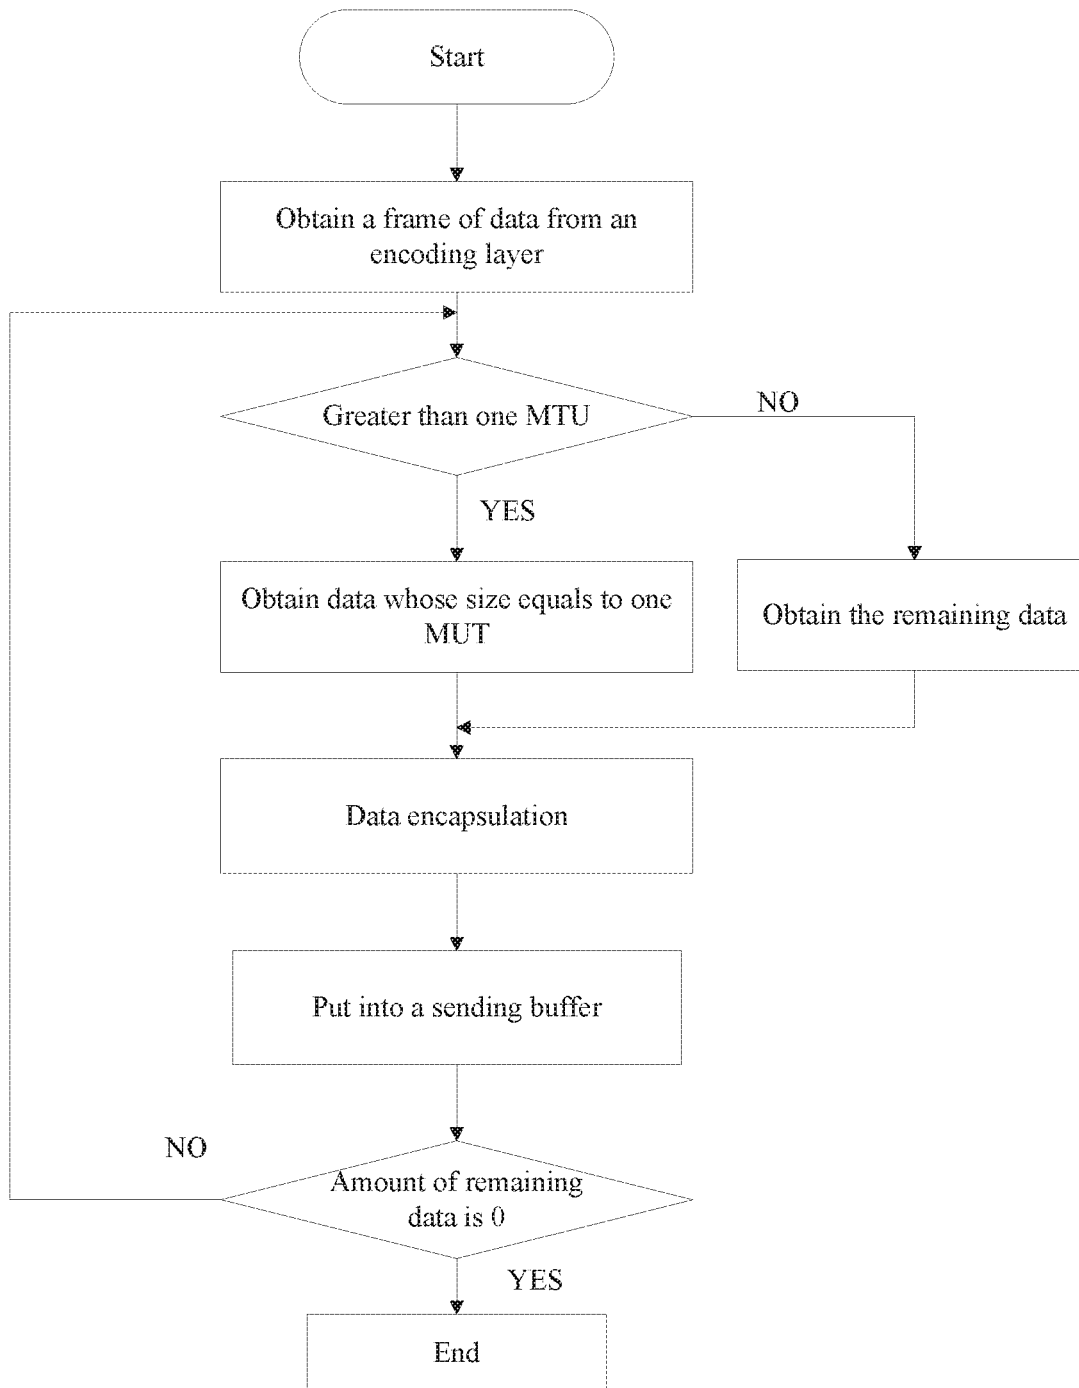 Start
Obtain a frame of data from an
encoding layer
Greater than one MTU
NO
YES
Obtain data whose size equals to one
MUT
Obtain the remaining data
Data encapsulation
Put into a sending buffer
NO
Amount of remaining
data is 0
YES
End